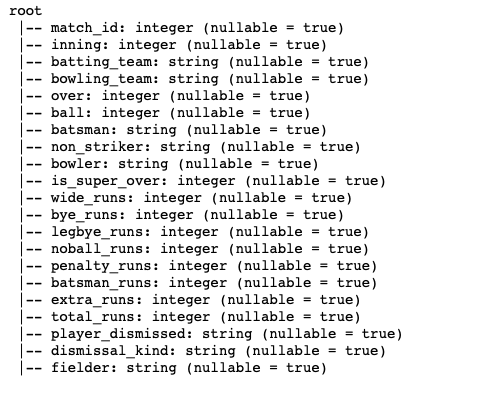 root
 |-- match_id: integer (nullable = true)
 |-- inning: integer (nullable = true)
 |-- batting_team: string (nullable = true)
 |-- bowling_team: string (nullable = true)
 |-- over: integer (nullable = true)
 |-- ball: integer (nullable = true)
 |-- batsman: string (nullable = true)
 |-- non_striker: string (nullable = true)
 |-- bowler: string (nullable = true)
 |-- is_super_over: integer (nullable = true)
 |-- wide_runs: integer (nullable = true)
 |-- bye_runs: integer (nullable = true)
 |-- legbye_runs: integer (nullable = true)
 |-- noball_runs: integer (nullable = true)
 |-- penalty_runs: integer (nullable = true)
 |-- batsman_runs: integer (nullable = true)
 |-- extra_runs: integer (nullable = true)
 |-- total_runs: integer (nullable = true)
 |-- player_dismissed: string (nullable = true)
 |-- dismissal_kind: string (nullable = true)
 |-- fielder: string (nullable = true)